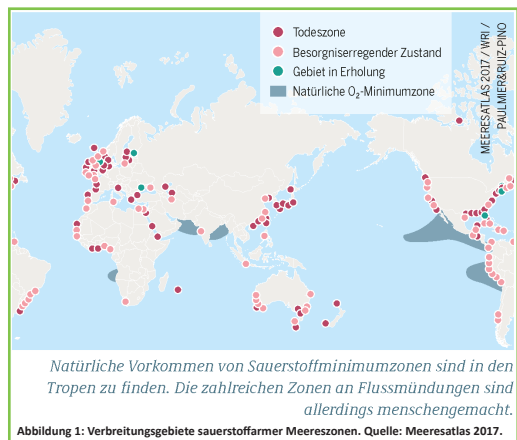 Todeszone
Besorgniserregender Zustand
Gebiet in Erholung
Natürliche O₂-Minimumzone
MEERESATLAS 2017 / WRI /
PAULMIER&RUIZ-PINO
Natürliche Vorkommen von Sauerstoffminimumzonen sind in den
Tropen zu finden. Die zahlreichen Zonen an Flussmündungen sind
allerdings menschengemacht.
Abbildung 1: Verbreitungsgebiete sauerstoffarmer Meereszonen. Quelle: Meeresatlas 2017.